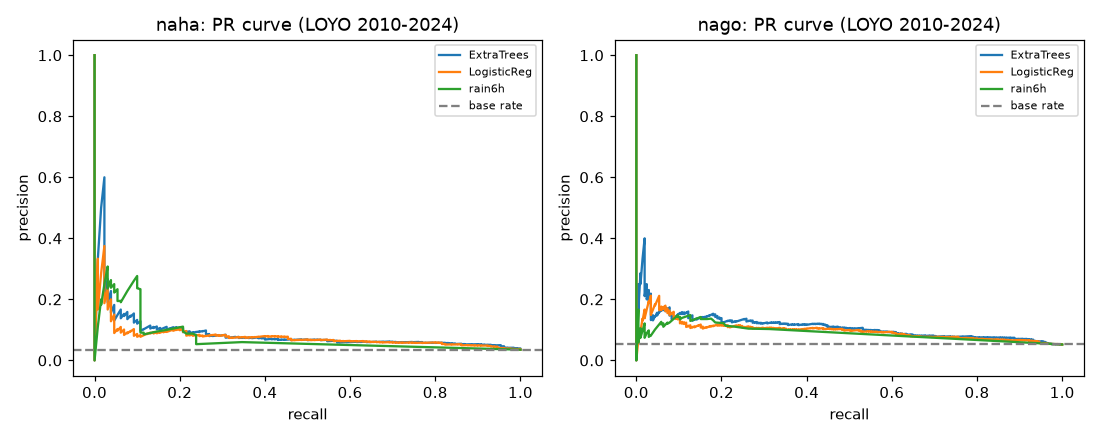 naha: PR curve (LOYO 2010-2024)
precision
1.0
0.8
0.6
0.4
0.2
0.0
ExtraTrees
LogisticReg
rain6h
base rate
0.0 0.2 0.4 0.6 0.8 1.0
recall
nago: PR curve (LOYO 2010-2024)
precision
1.0
0.8
0.6
0.4
0.2
0.0
ExtraTrees
LogisticReg
rain6h
base rate
0.0 0.2 0.4 0.6 0.8 1.0
recall